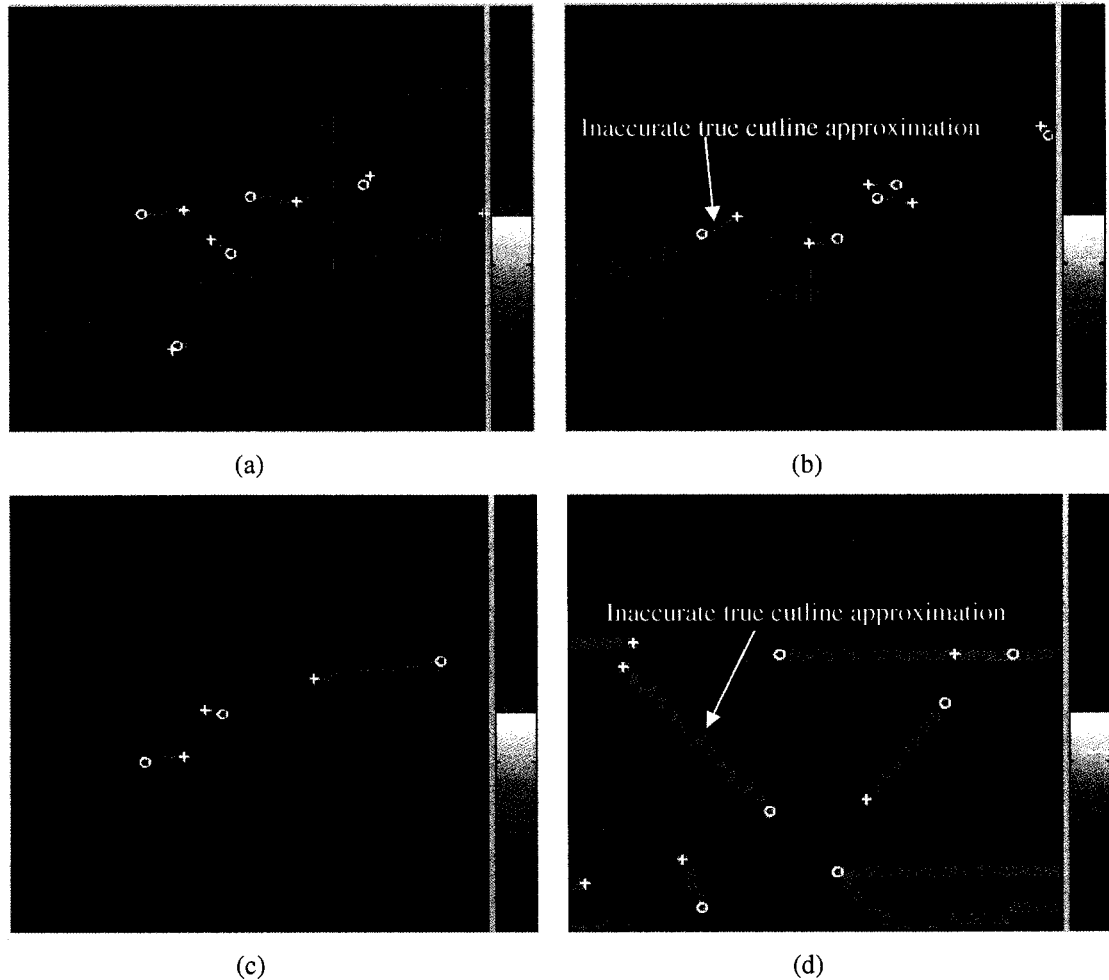 Inaccurate true cutline approximation
(a)
(b)
Inaccurate true cutline approximation
(c)
(d)